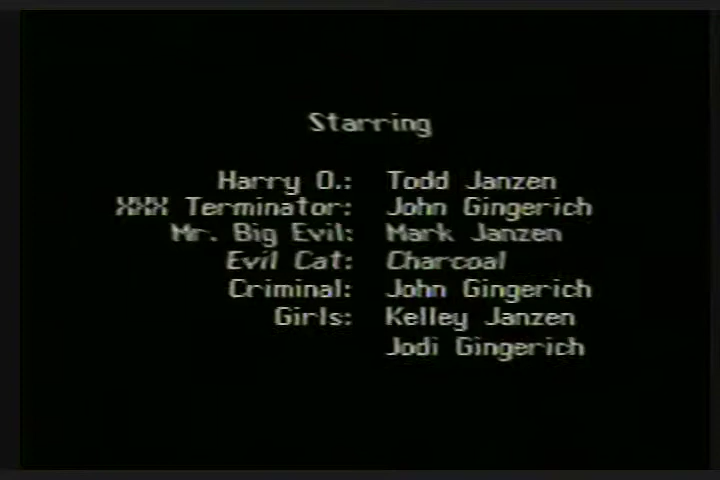 Starring
Harry O.: Todd Janzen
XXX Terminator: John Gingerich
Mr. Big Evil: Mark Janzen
Evil Cat: Charcoal
Criminal: John Gingerich
Girls: Kelley Janzen
Jodi Gingerich